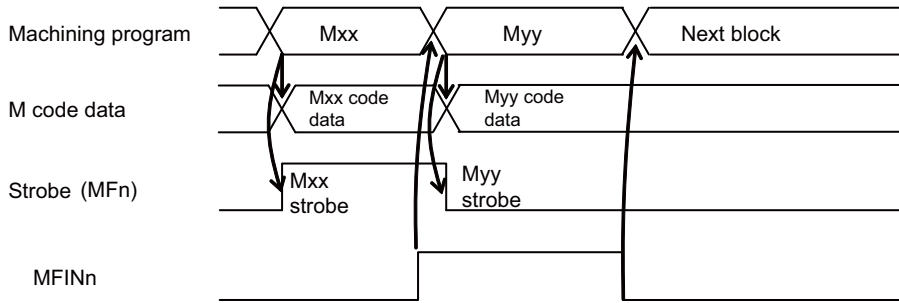 Machining program Mxx Myy Next block
M code data Mxx code Myy code
data data
Strobe (MFn) Mxx Myy
strobe strobe
MFINn